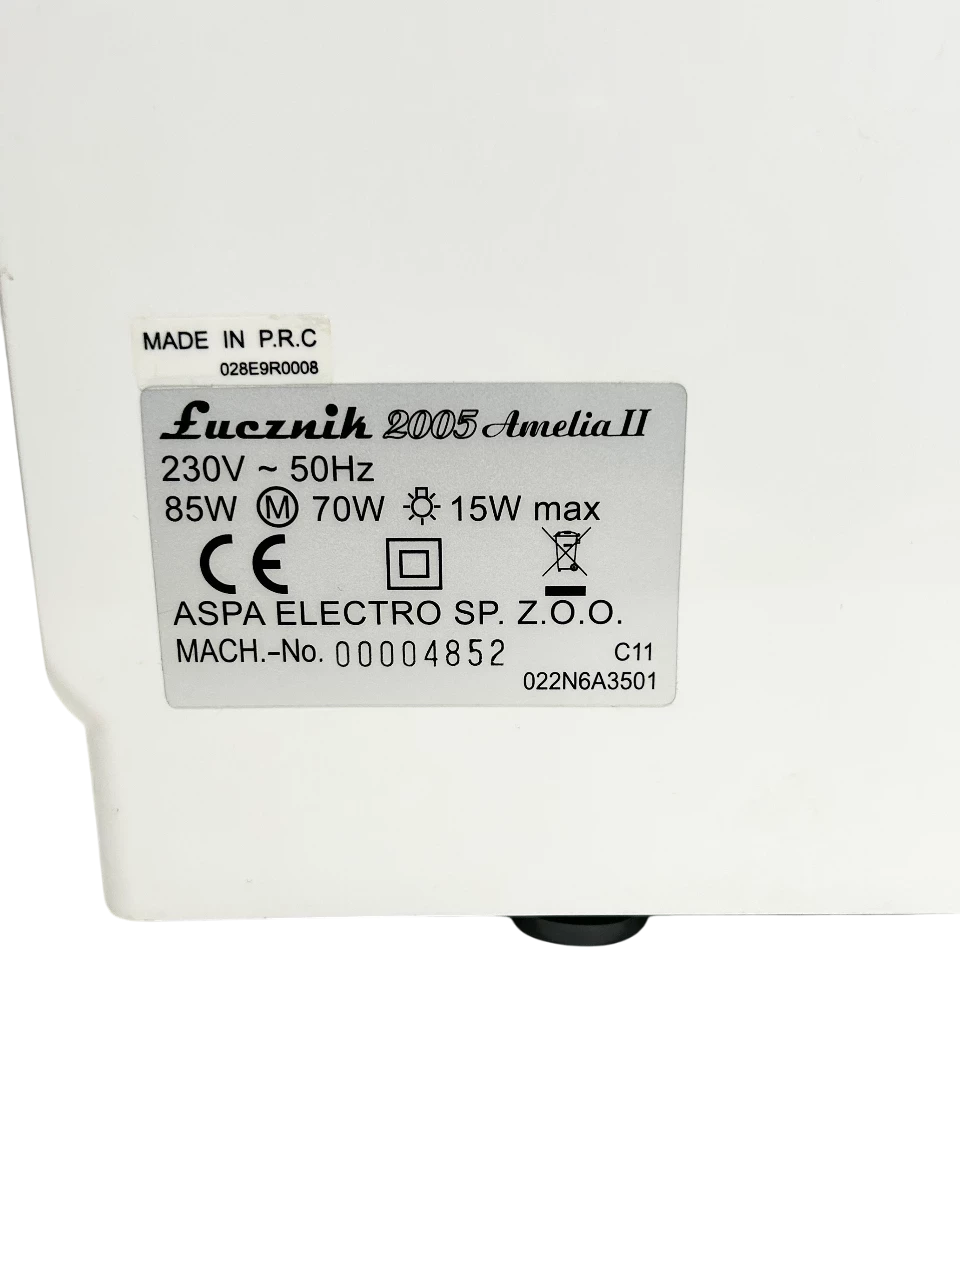 MADE IN P.R.C
028E9R0008
Łucznik 2005 Amelia II
230V ~ 50Hz
85W M 70W 15W max
CE
ASPA ELECTRO SP. Z.O.O.
MACH.-No. 00004852 C11
022N6A3501